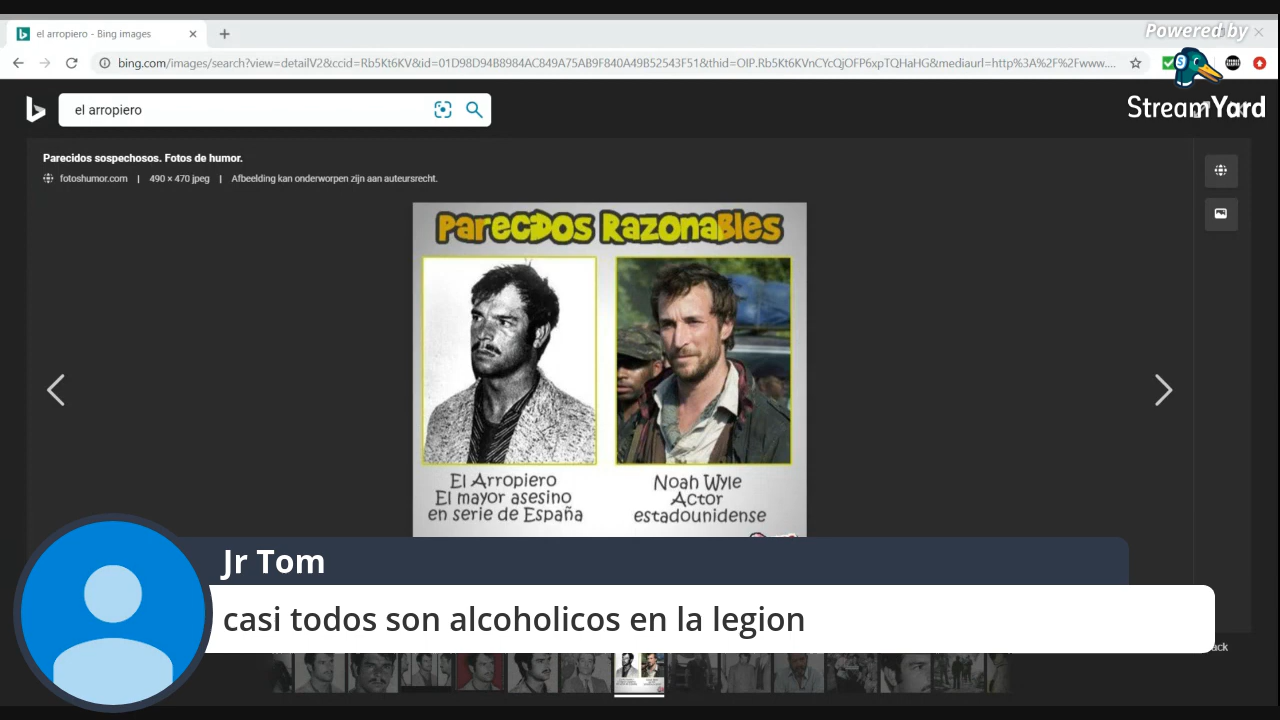 el arropiero - Bing images
Powered by
bing.com/images/search?view=detailV2&ccid=Rb5Kt6KV&id=01D98D94B8984AC849A75AB9F840A49B52543F51&thid=OIP.Rb5Kt6KVnCYcQjOFP6xpTQHaHG&mediaurl=http%3A%2F%2Fwww....
StreamYard
el arropiero
Parecidos sospechosos. Fotos de humor.
fotoshumor.com | 490 × 470 jpeg | Afbeelding kan onderworpen zijn aan auteursrecht.
Parecidos Razonables
El Arropiero
El mayor asesino
en serie de España
Noah Wyle
Actor
estadounidense
Jr Tom
casi todos son alcoholicos en la legion